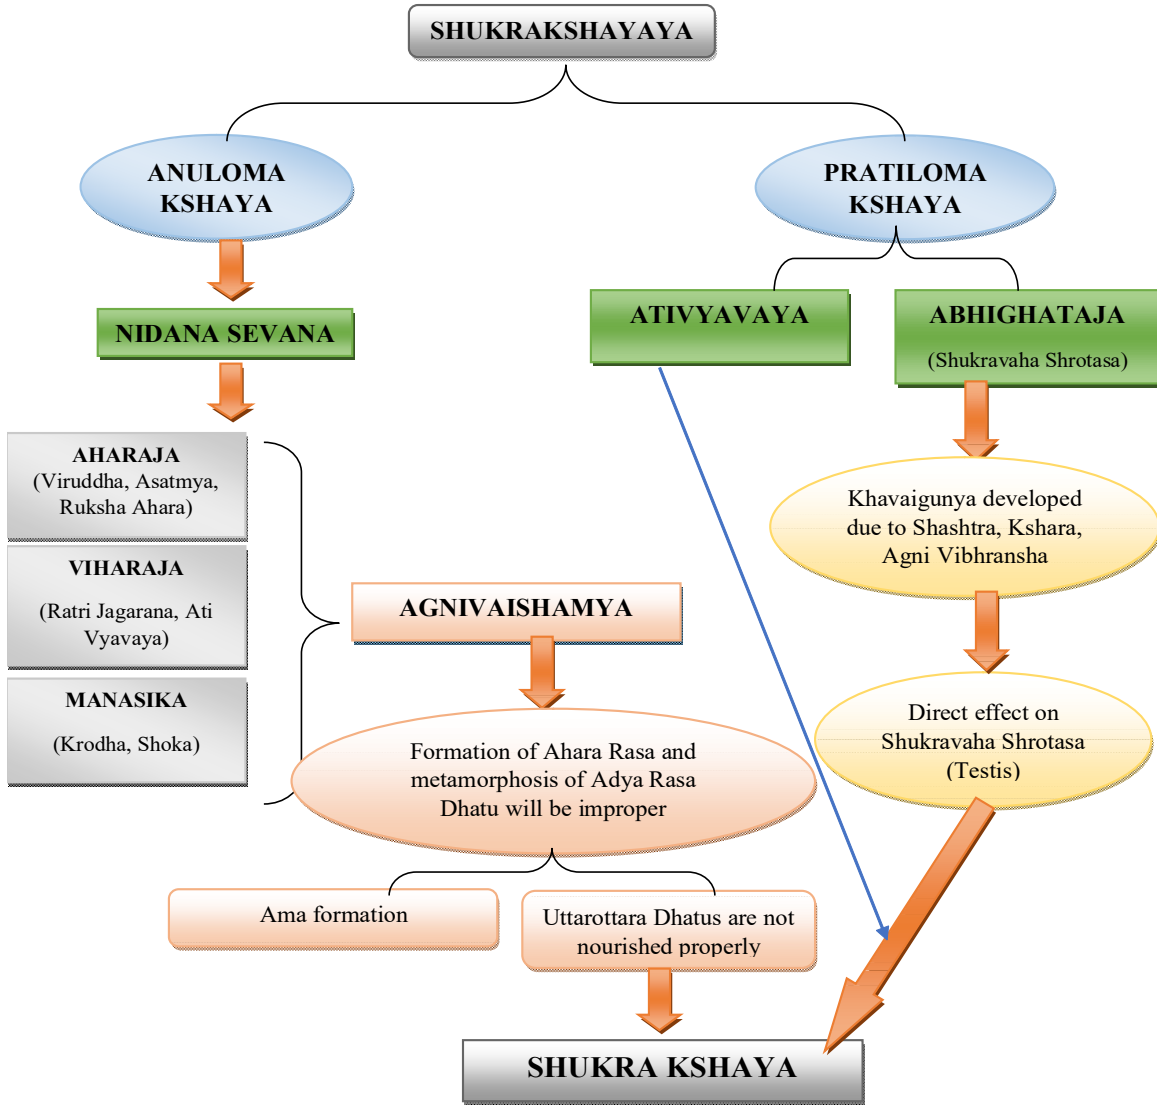 SHUKRAKSHAYAYA
ANULOMA
KSHAYA
PRATILOMA
KSHAYA
NIDANA SEVANA
ATIVYAVAYA
ABHIGHATAJA
(Shukravaha Shrotasa)
AHARAJA
(Viruddha, Asatmya,
Ruksha Ahara)
VIHARAJA
(Ratri Jagarana, Ati
Vyavaya)
MANASIKA
(Krodha, Shoka)
AGNIVAISHAMYA
Khavaigunya developed
due to Shashtra, Kshara,
Agni Vibhransha
Formation of Ahara Rasa and
metamorphosis of Adya Rasa
Dhatu will be improper
Direct effect on
Shukravaha Shrotasa
(Testis)
Ama formation
Uttarottara Dhatus are not
nourished properly
SHUKRA KSHAYA